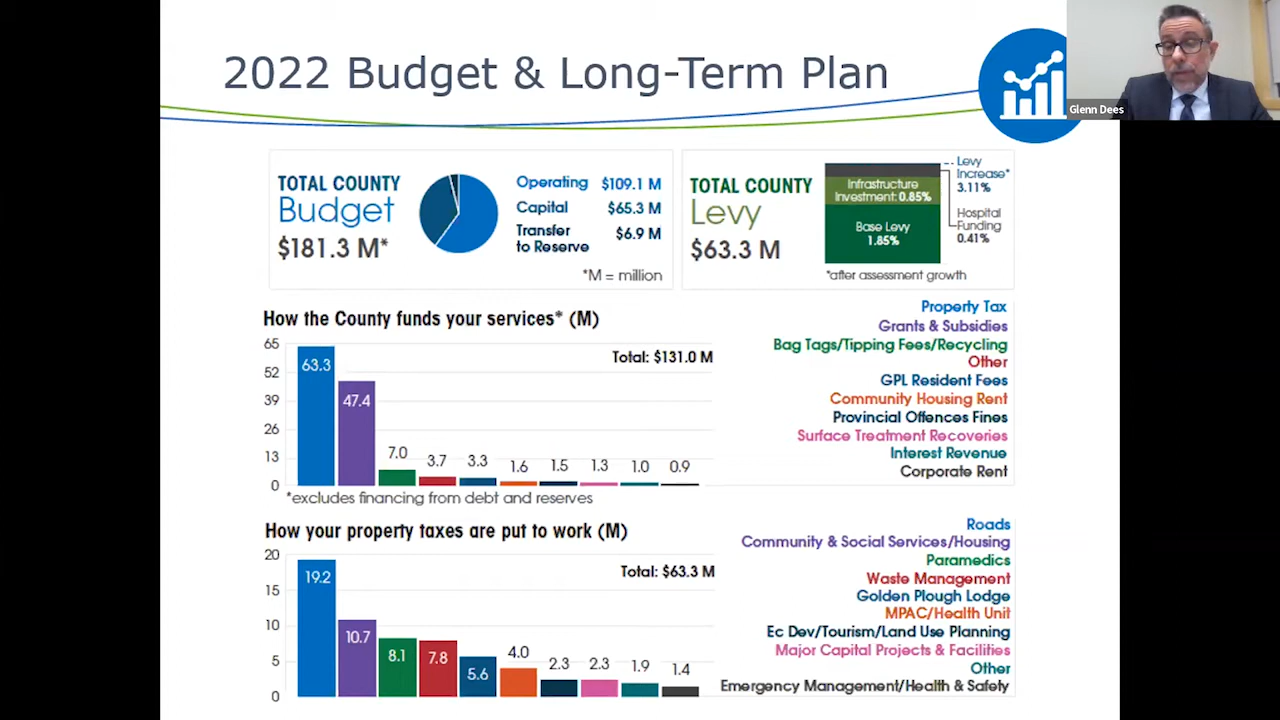 2022 Budget & Long-Term Plan
Glenn Dees
TOTAL COUNTY
Budget
$181.3 M*
Operating $109.1 M
Capital $65.3 M
Transfer
to Reserve $6.9 M
*M = million
TOTAL COUNTY
Levy
$63.3 M
Infrastructure
Investment: 0.85%
Base Levy
1.85%
Levy
Increase*
3.11%
Hospital
Funding
0.41%
*after assessment growth
How the County funds your services* (M)
Total: $131.0 M
65
52
39
26
13
0
63.3
47.4
7.0
3.7
3.3
1.6
1.5
1.3
1.0
0.9
*excludes financing from debt and reserves
Property Tax
Grants & Subsidies
Bag Tags/Tipping Fees/Recycling
Other
GPL Resident Fees
Community Housing Rent
Provincial Offences Fines
Surface Treatment Recoveries
Interest Revenue
Corporate Rent
How your property taxes are put to work (M)
Total: $63.3 M
20
15
10
5
0
19.2
10.7
8.1
7.8
5.6
4.0
2.3
2.3
1.9
1.4
Roads
Community & Social Services/Housing
Paramedics
Waste Management
Golden Plough Lodge
MPAC/Health Unit
Ec Dev/Tourism/Land Use Planning
Major Capital Projects & Facilities
Other
Emergency Management/Health & Safety